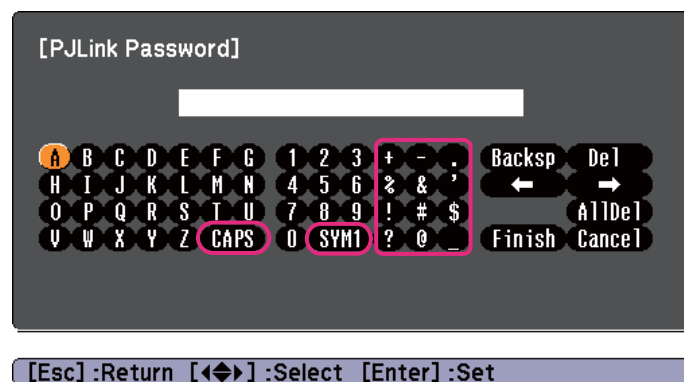 [PJLink Password]
A B C D E F G 1 2 3 + - . Backsp Del
H I J K L M N 4 5 6 % & ' ← →
O P Q R S T U 7 8 9 ! # $ AllDel
V W X Y Z CAPS 0 SYM1 ? @ _ Finish Cancel
[Esc] :Return [◀◆▶] :Select [Enter] :Set